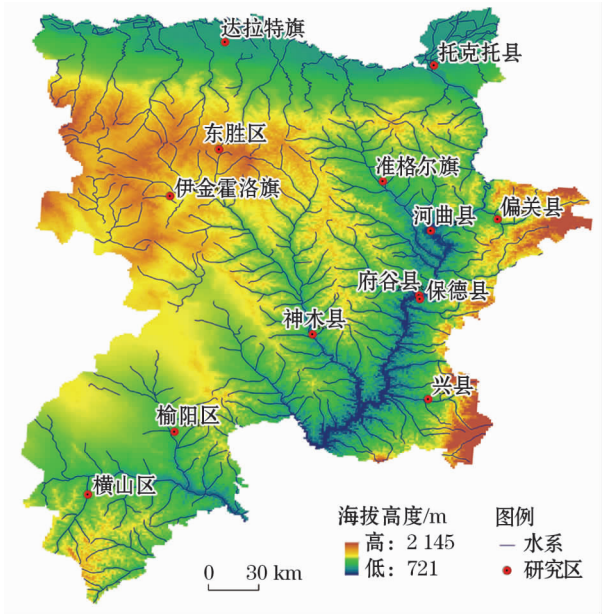 达拉特旗
托克托县
东胜区
准格尔旗
伊金霍洛旗
偏关县
河曲县
府谷县
保德县
神木县
兴县
榆阳区
横山区
海拔高度/m
高：2 145
低：721
图例
水系
研究区
0 30 km